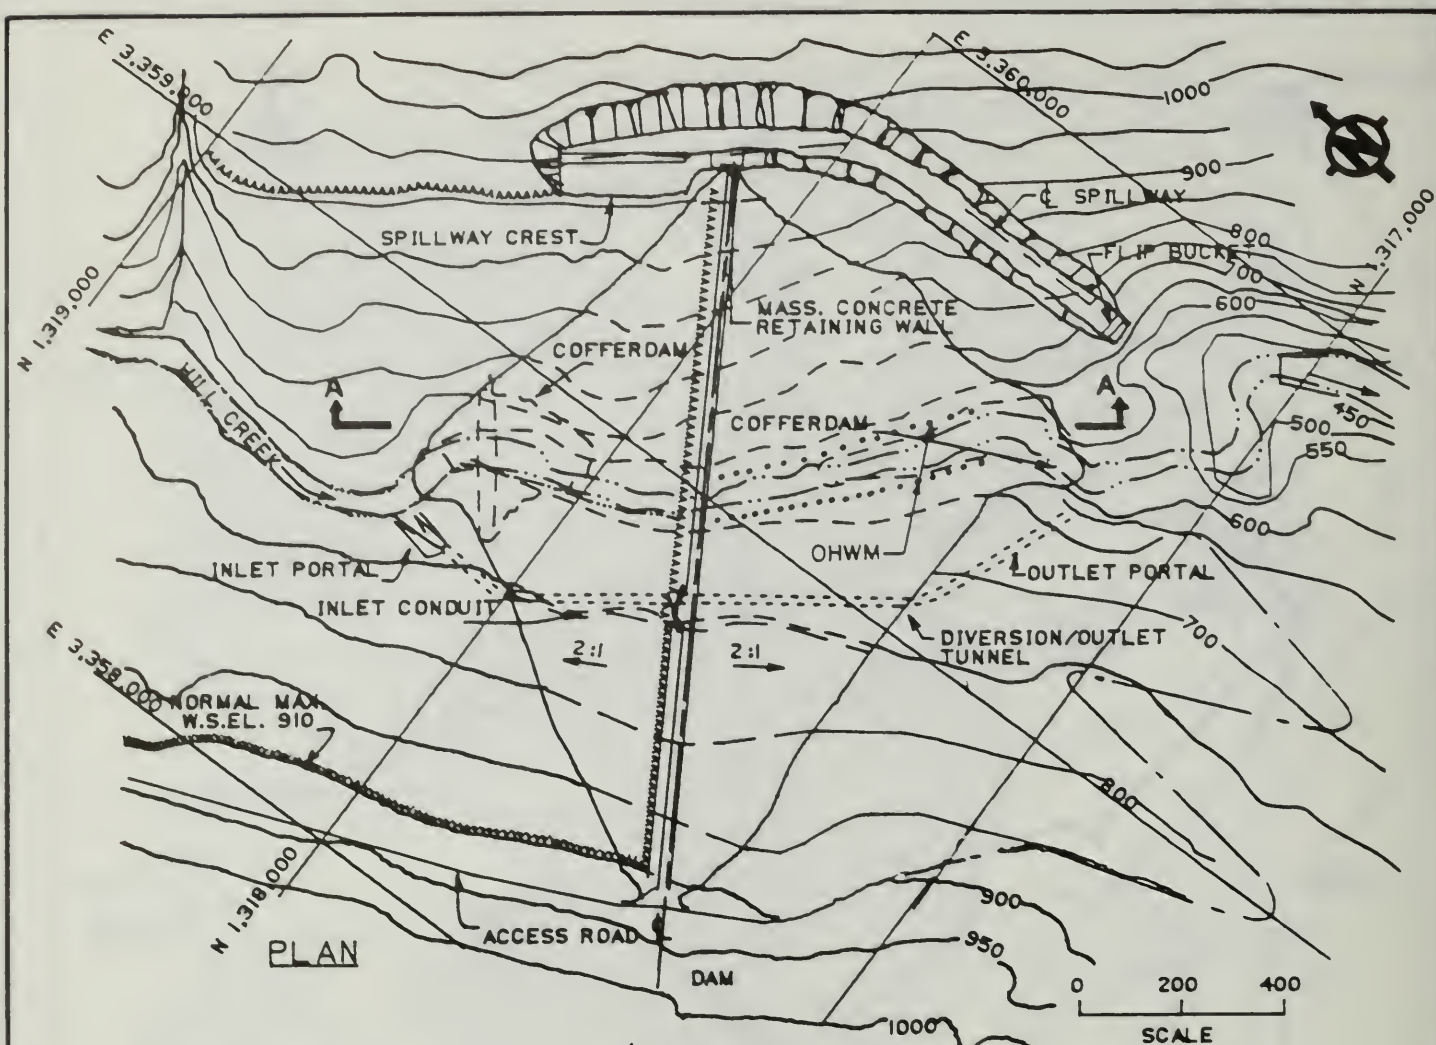 E 3,359,000
E 3,360,000
1000
N
900
℄ SPILLWAY
N 1,317,000
SPILLWAY CREST
800
FLIP BUCKET
700
N 1,319,000
600
MASS. CONCRETE
RETAINING WALL
COFFERDAM
A
A
MILL CREEK
COFFERDAM
450
500
550
600
OHWM
INLET PORTAL
OUTLET PORTAL
INLET CONDUIT
700
DIVERSION/OUTLET
TUNNEL
2:1
2:1
E 3,358,000
NORMAL MAX
W.S.EL. 910
800
900
N 1,318,000
ACCESS ROAD
℄
950
PLAN
DAM
0 200 400
1000
SCALE